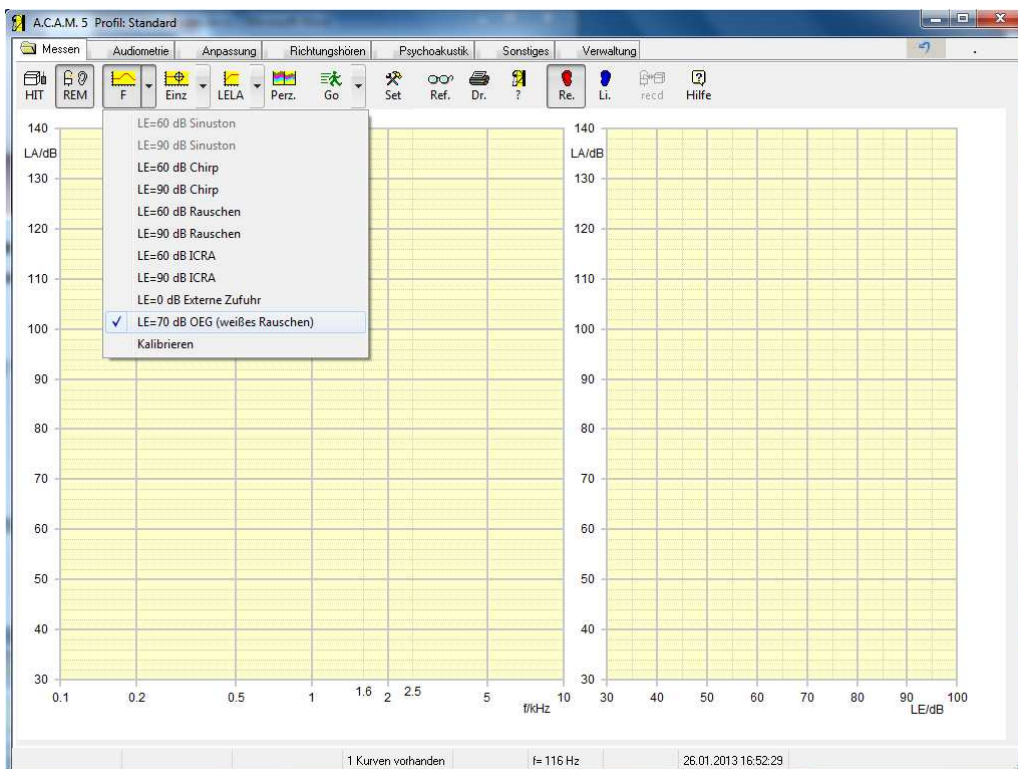 A.C.A.M. 5 Profil: Standard
Messen Audiometrie Anpassung Richtungshören Psychoakustik Sonstiges Verwaltung .
HIT REM F Einz LELA Perz. Go Set Ref. Dr. ? Re. Li. recd Hilfe
LE=60 dB Sinuston
LE=90 dB Sinuston
LE=60 dB Chirp
LE=90 dB Chirp
LE=60 dB Rauschen
LE=90 dB Rauschen
LE=60 dB ICRA
LE=90 dB ICRA
LE=0 dB Externe Zufuhr
✓ LE=70 dB OEG (weißes Rauschen)
Kalibrieren
140
LA/dB
130
120
110
100
90
80
70
60
50
40
30
0.1 0.2 0.5 1 1.6 2 2.5 5 10
f/kHz
140
LA/dB
130
120
110
100
90
80
70
60
50
40
30
30 40 50 60 70 80 90 100
LE/dB
1 Kurven vorhanden f= 116 Hz 26.01.2013 16:52:29